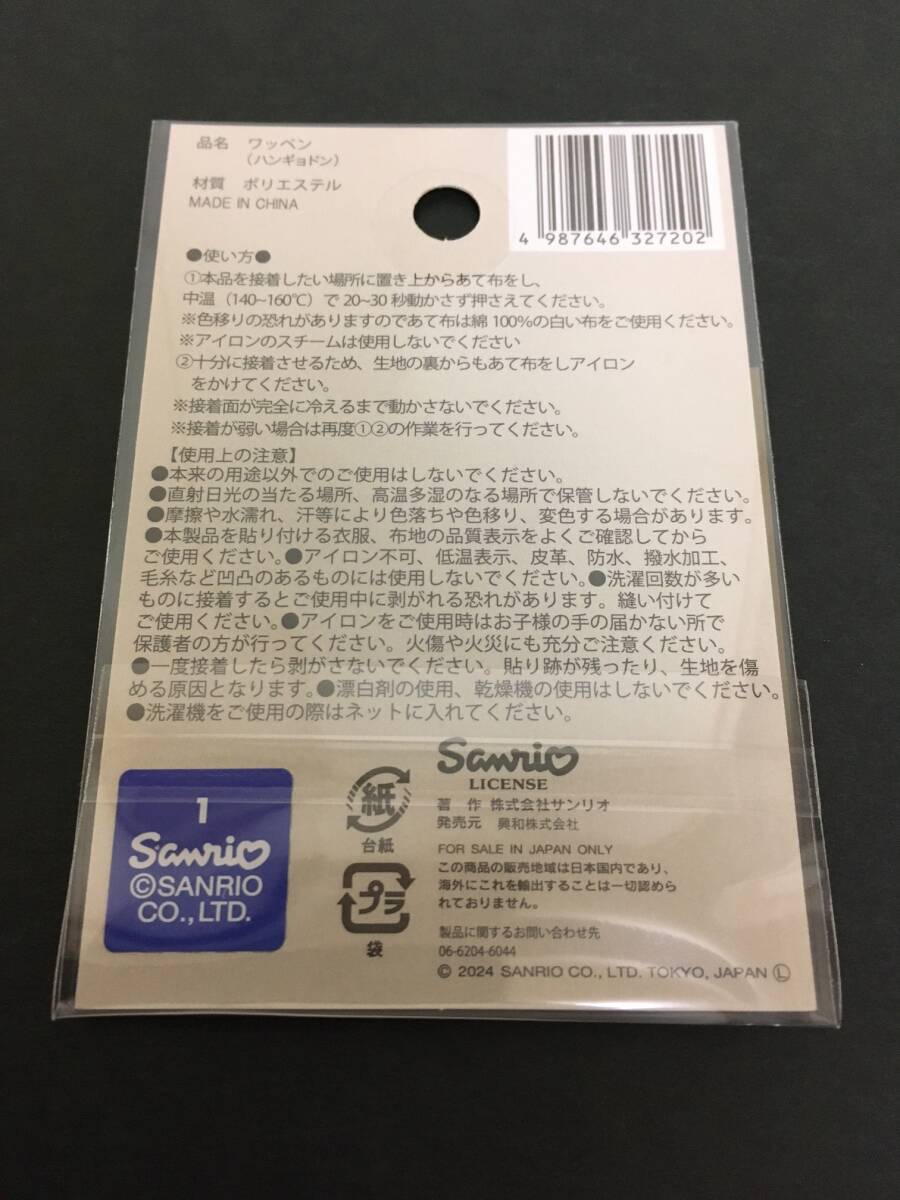 品名 ワッペン
（ハンギョドン）
材質 ポリエステル
MADE IN CHINA
4 987646 327202
●使い方●
①本品を接着したい場所に置き上からあて布をし、
中温（140~160℃）で 20~30 秒動かさず押さえてください。
※色移りの恐れがありますのであて布は綿 100%の白い布をご使用ください。
※アイロンのスチームは使用しないでください
②十分に接着させるため、生地の裏からもあて布をしアイロン
をかけてください。
※接着面が完全に冷えるまで動かさないでください。
※接着が弱い場合は再度①②の作業を行ってください。
【使用上の注意】
●本来の用途以外でのご使用はしないでください。
●直射日光の当たる場所、高温多湿のなる場所で保管しないでください。
●摩擦や水濡れ、汗等により色落ちや色移り、変色する場合があります。
●本製品を貼り付ける衣服、布地の品質表示をよくご確認してから
ご使用ください。●アイロン不可、低温表示、皮革、防水、撥水加工、
毛糸など凹凸のあるものには使用しないでください。●洗濯回数が多い
ものに接着するとご使用中に剥がれる恐れがあります。縫い付けて
ご使用ください。●アイロンをご使用時はお子様の手の届かない所で
保護者の方が行ってください。火傷や火災にも充分ご注意ください。
●一度接着したら剥がさないでください。貼り跡が残ったり、生地を傷
める原因となります。●漂白剤の使用、乾燥機の使用はしないでください。
●洗濯機をご使用の際はネットに入れてください。
1
Sanrio
©SANRIO
CO.,LTD.
紙
台紙
プラ
袋
Sanrio
LICENSE
著 作 株式会社サンリオ
発売元 興和株式会社
FOR SALE IN JAPAN ONLY
この商品の販売地域は日本国内であり、
海外にこれを輸出することは一切認めら
れておりません。
製品に関するお問い合わせ先
06-6204-6044
© 2024 SANRIO CO., LTD. TOKYO, JAPAN Ⓛ